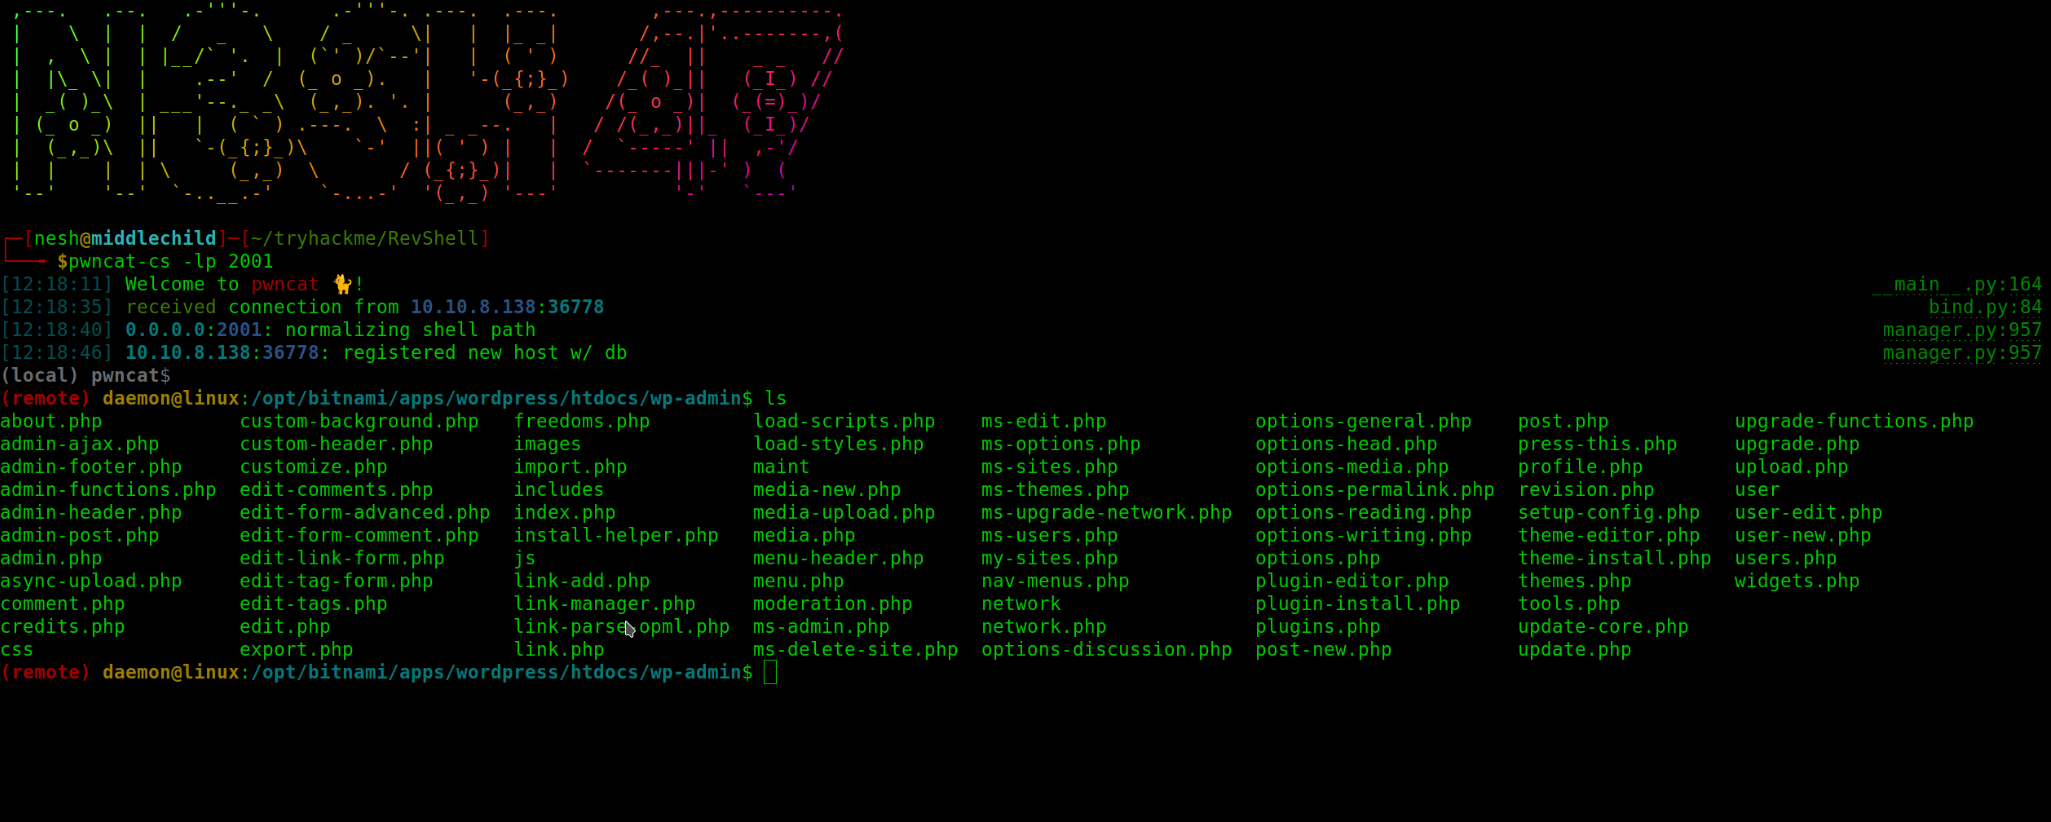 ┌─[nesh@middlechild]─[~/tryhackme/RevShell]
└──╼ $pwncat-cs -lp 2001
[12:18:11] Welcome to pwncat 🐈! __main__.py:164
[12:18:35] received connection from 10.10.8.138:36778 bind.py:84
[12:18:40] 0.0.0.0:2001: normalizing shell path manager.py:957
[12:18:46] 10.10.8.138:36778: registered new host w/ db manager.py:957
(local) pwncat$
(remote) daemon@linux:/opt/bitnami/apps/wordpress/htdocs/wp-admin$ ls
about.php custom-background.php freedoms.php load-scripts.php ms-edit.php options-general.php post.php upgrade-functions.php
admin-ajax.php custom-header.php images load-styles.php ms-options.php options-head.php press-this.php upgrade.php
admin-footer.php customize.php import.php maint ms-sites.php options-media.php profile.php upload.php
admin-functions.php edit-comments.php includes media-new.php ms-themes.php options-permalink.php revision.php user
admin-header.php edit-form-advanced.php index.php media-upload.php ms-upgrade-network.php options-reading.php setup-config.php user-edit.php
admin-post.php edit-form-comment.php install-helper.php media.php ms-users.php options-writing.php theme-editor.php user-new.php
admin.php edit-link-form.php js menu-header.php my-sites.php options.php theme-install.php users.php
async-upload.php edit-tag-form.php link-add.php menu.php nav-menus.php plugin-editor.php themes.php widgets.php
comment.php edit-tags.php link-manager.php moderation.php network plugin-install.php tools.php
credits.php edit.php link-parse-opml.php ms-admin.php network.php plugins.php update-core.php
css export.php link.php ms-delete-site.php options-discussion.php post-new.php update.php
(remote) daemon@linux:/opt/bitnami/apps/wordpress/htdocs/wp-admin$